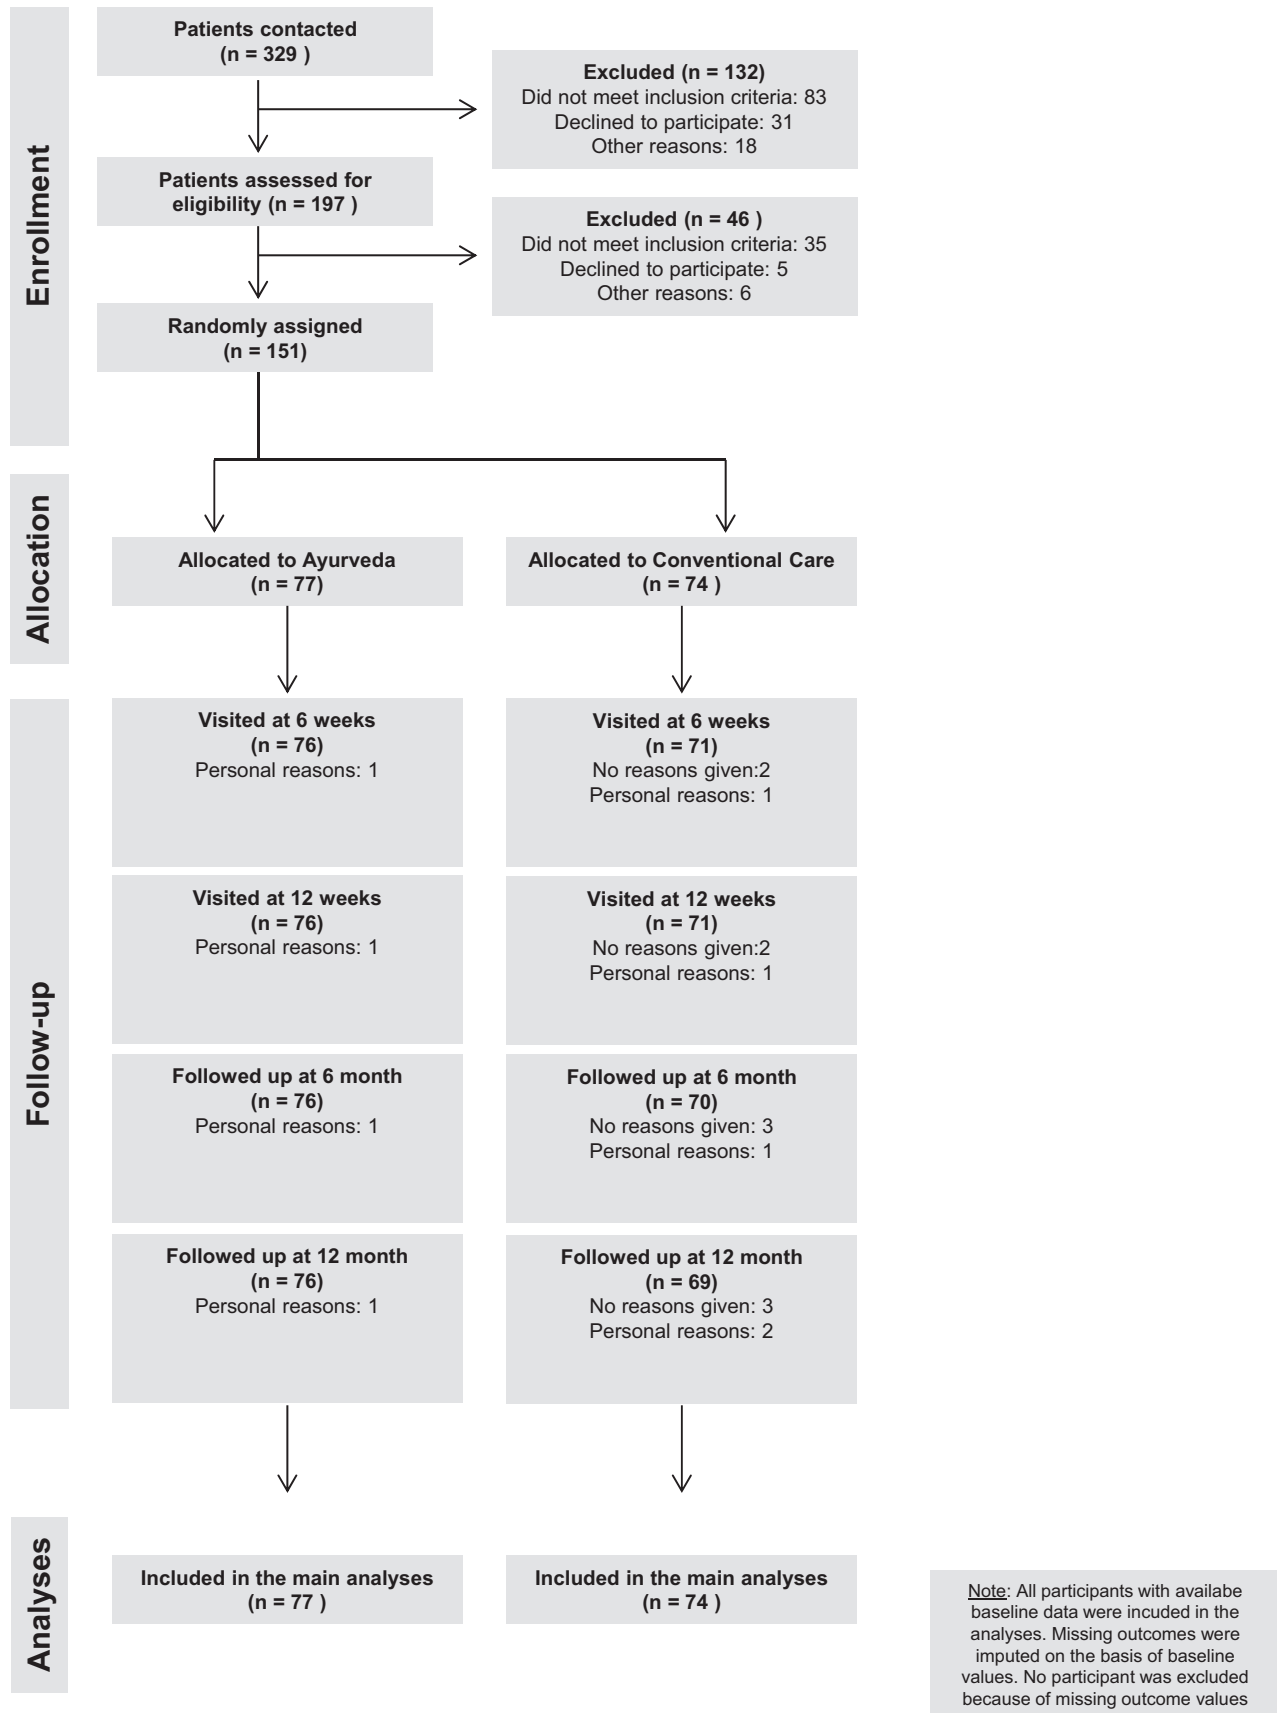 Enrollment
Patients contacted
(n = 329 )
Excluded (n = 132)
Did not meet inclusion criteria: 83
Declined to participate: 31
Other reasons: 18
Patients assessed for
eligibility (n = 197 )
Excluded (n = 46 )
Did not meet inclusion criteria: 35
Declined to participate: 5
Other reasons: 6
Randomly assigned
(n = 151)
Allocation
Allocated to Ayurveda
(n = 77)
Allocated to Conventional Care
(n = 74 )
Follow-up
Visited at 6 weeks
(n = 76)
Personal reasons: 1
Visited at 6 weeks
(n = 71)
No reasons given:2
Personal reasons: 1
Visited at 12 weeks
(n = 76)
Personal reasons: 1
Visited at 12 weeks
(n = 71)
No reasons given:2
Personal reasons: 1
Followed up at 6 month
(n = 76)
Personal reasons: 1
Followed up at 6 month
(n = 70)
No reasons given: 3
Personal reasons: 1
Followed up at 12 month
(n = 76)
Personal reasons: 1
Followed up at 12 month
(n = 69)
No reasons given: 3
Personal reasons: 2
Analyses
Included in the main analyses
(n = 77 )
Included in the main analyses
(n = 74 )
Note: All participants with availabe
baseline data were incuded in the
analyses. Missing outcomes were
imputed on the basis of baseline
values. No participant was excluded
because of missing outcome values